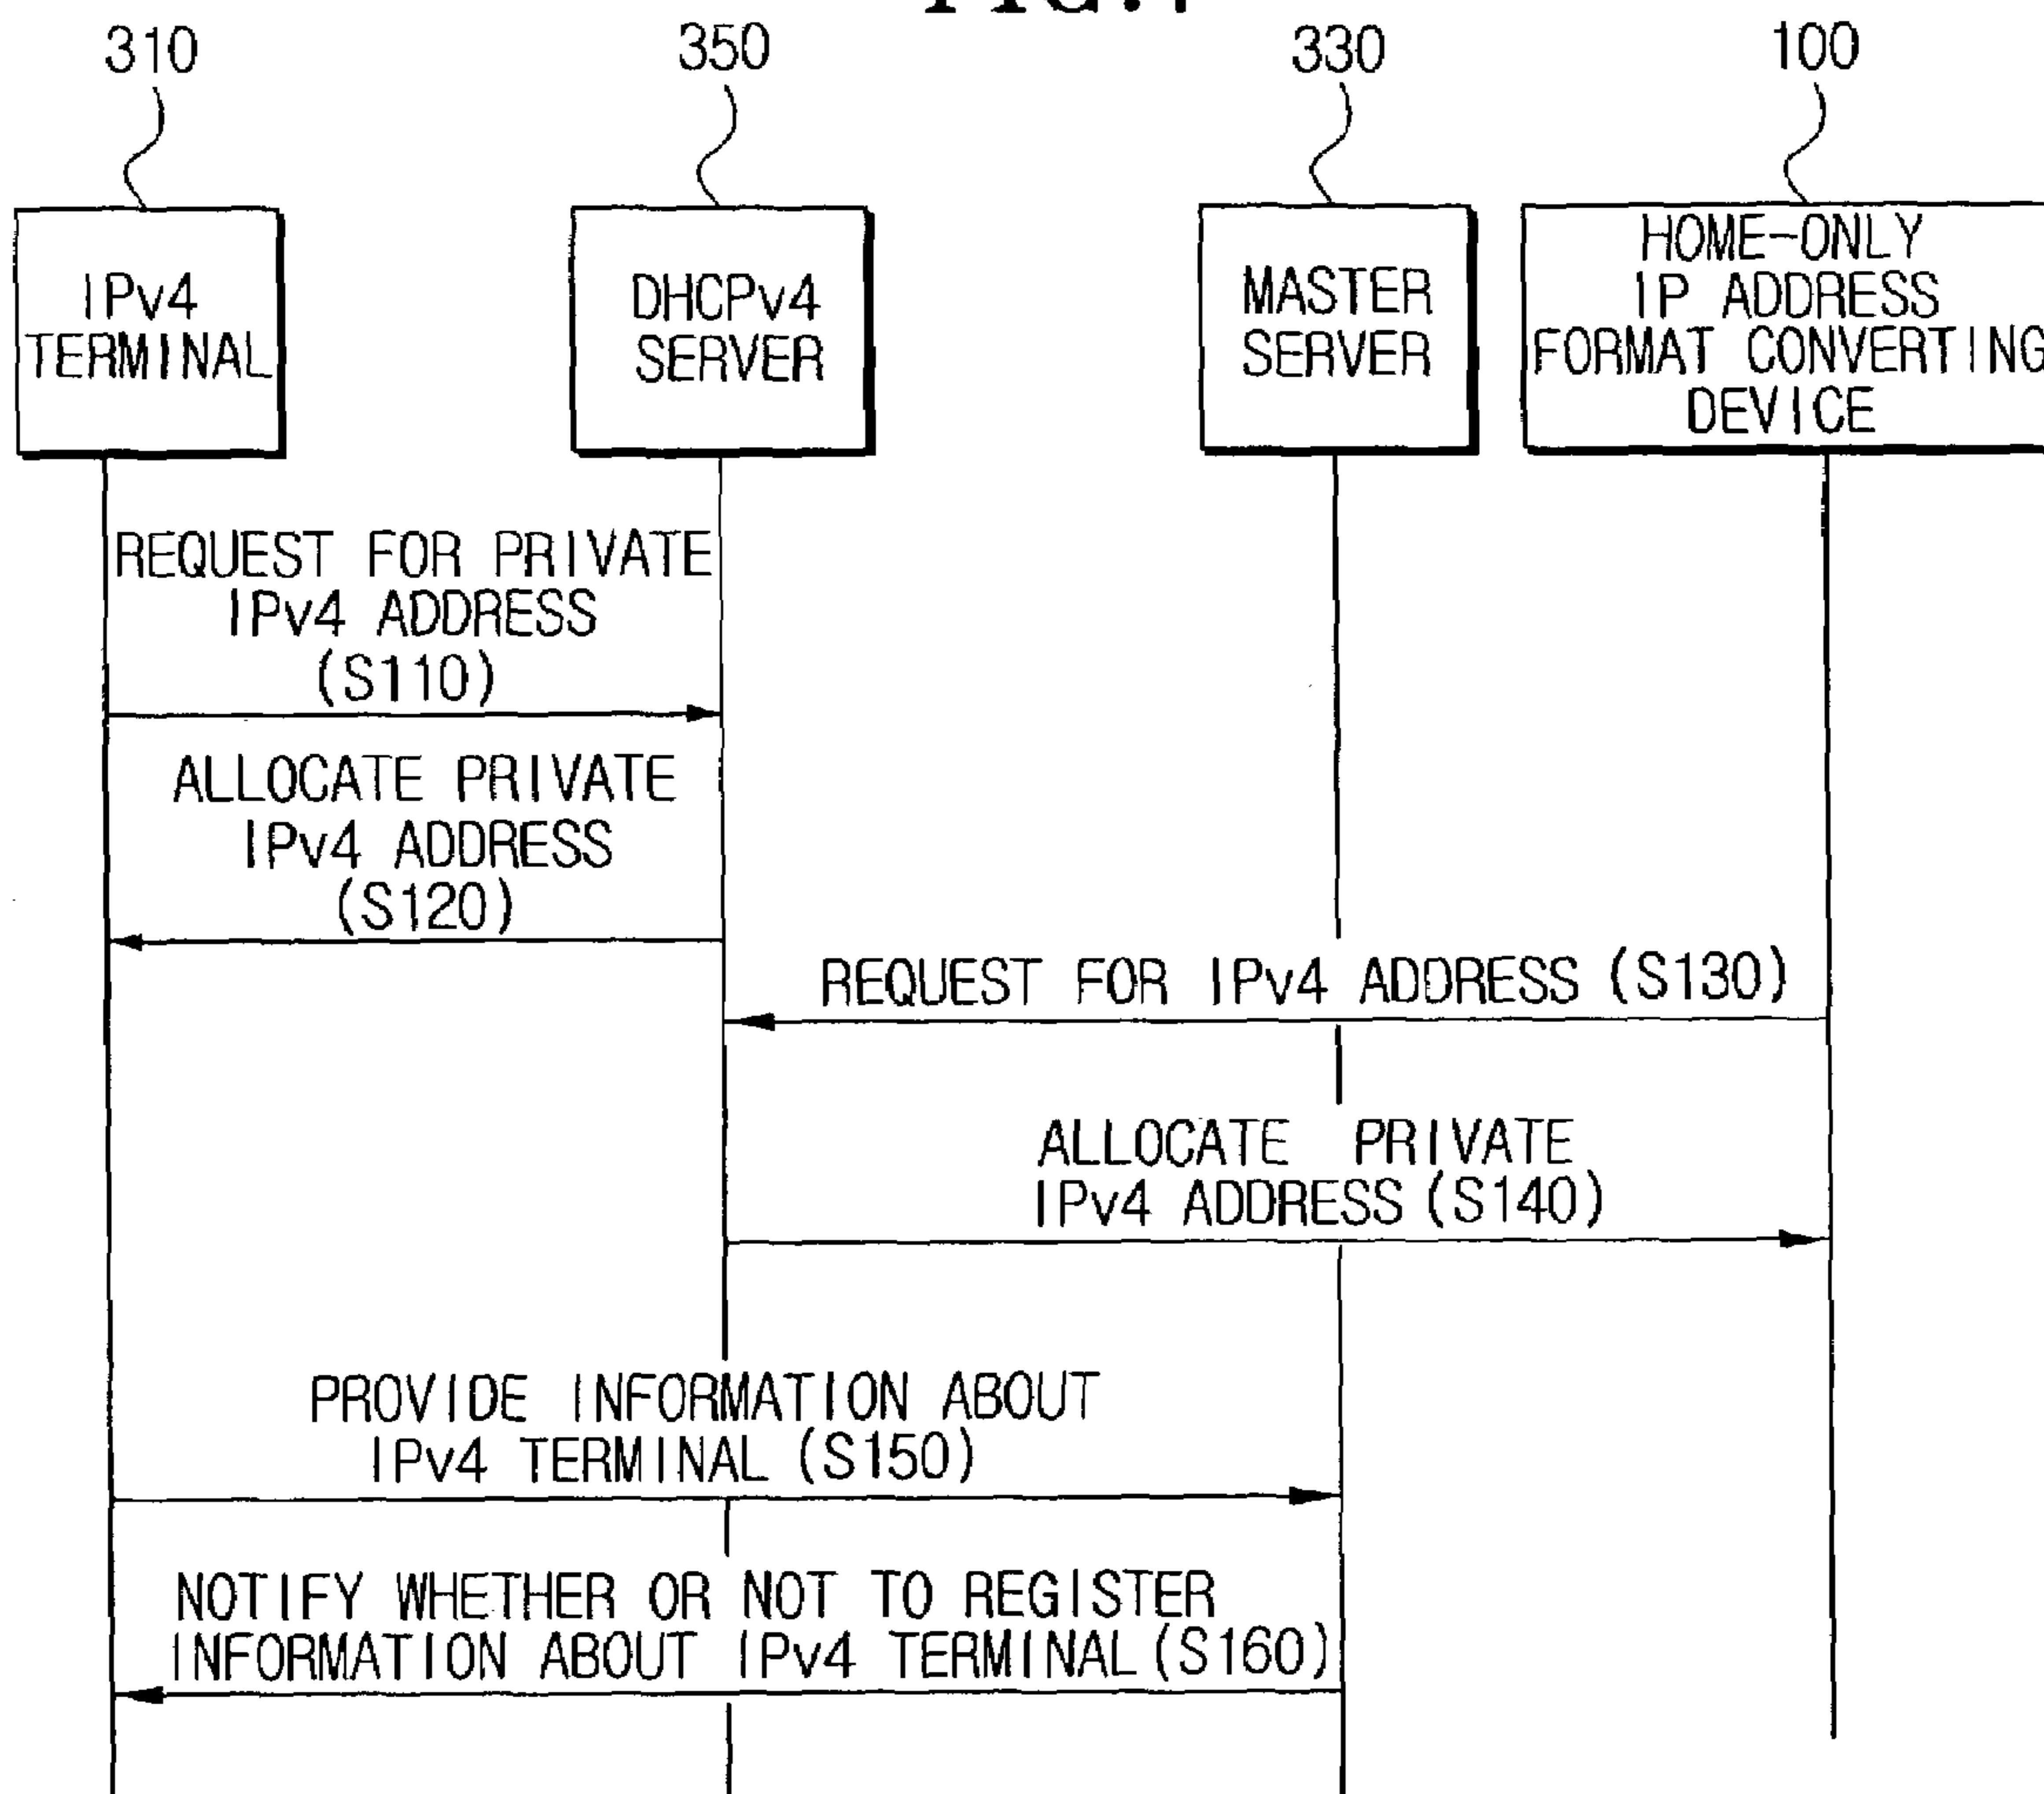 310
350
330
100
IPv4
TERMINAL
DHCPv4
SERVER
MASTER
SERVER
HOME-ONLY
IP ADDRESS
FORMAT CONVERTING
DEVICE
REQUEST FOR PRIVATE
IPv4 ADDRESS
(S110)
ALLOCATE PRIVATE
IPv4 ADDRESS
(S120)
REQUEST FOR IPv4 ADDRESS (S130)
ALLOCATE PRIVATE
IPv4 ADDRESS (S140)
PROVIDE INFORMATION ABOUT
IPv4 TERMINAL (S150)
NOTIFY WHETHER OR NOT TO REGISTER
INFORMATION ABOUT IPv4 TERMINAL (S160)